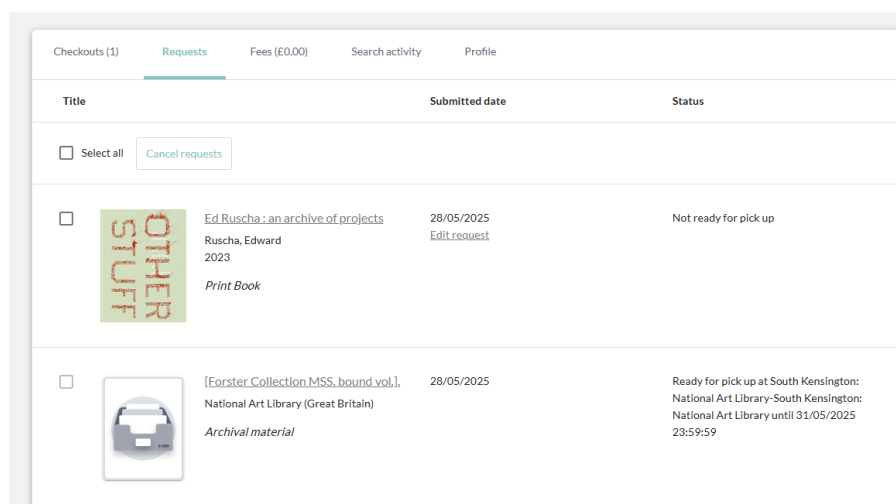 Checkouts (1) Requests Fees (£0.00) Search activity Profile
Title Submitted date Status
Select all Cancel requests
OTHER
STUFF
Ed Ruscha : an archive of projects
Ruscha, Edward
2023
Print Book
28/05/2025
Edit request
Not ready for pick up
[Forster Collection MSS. bound vol.].
National Art Library (Great Britain)
Archival material
28/05/2025
Ready for pick up at South Kensington:
National Art Library-South Kensington:
National Art Library until 31/05/2025
23:59:59